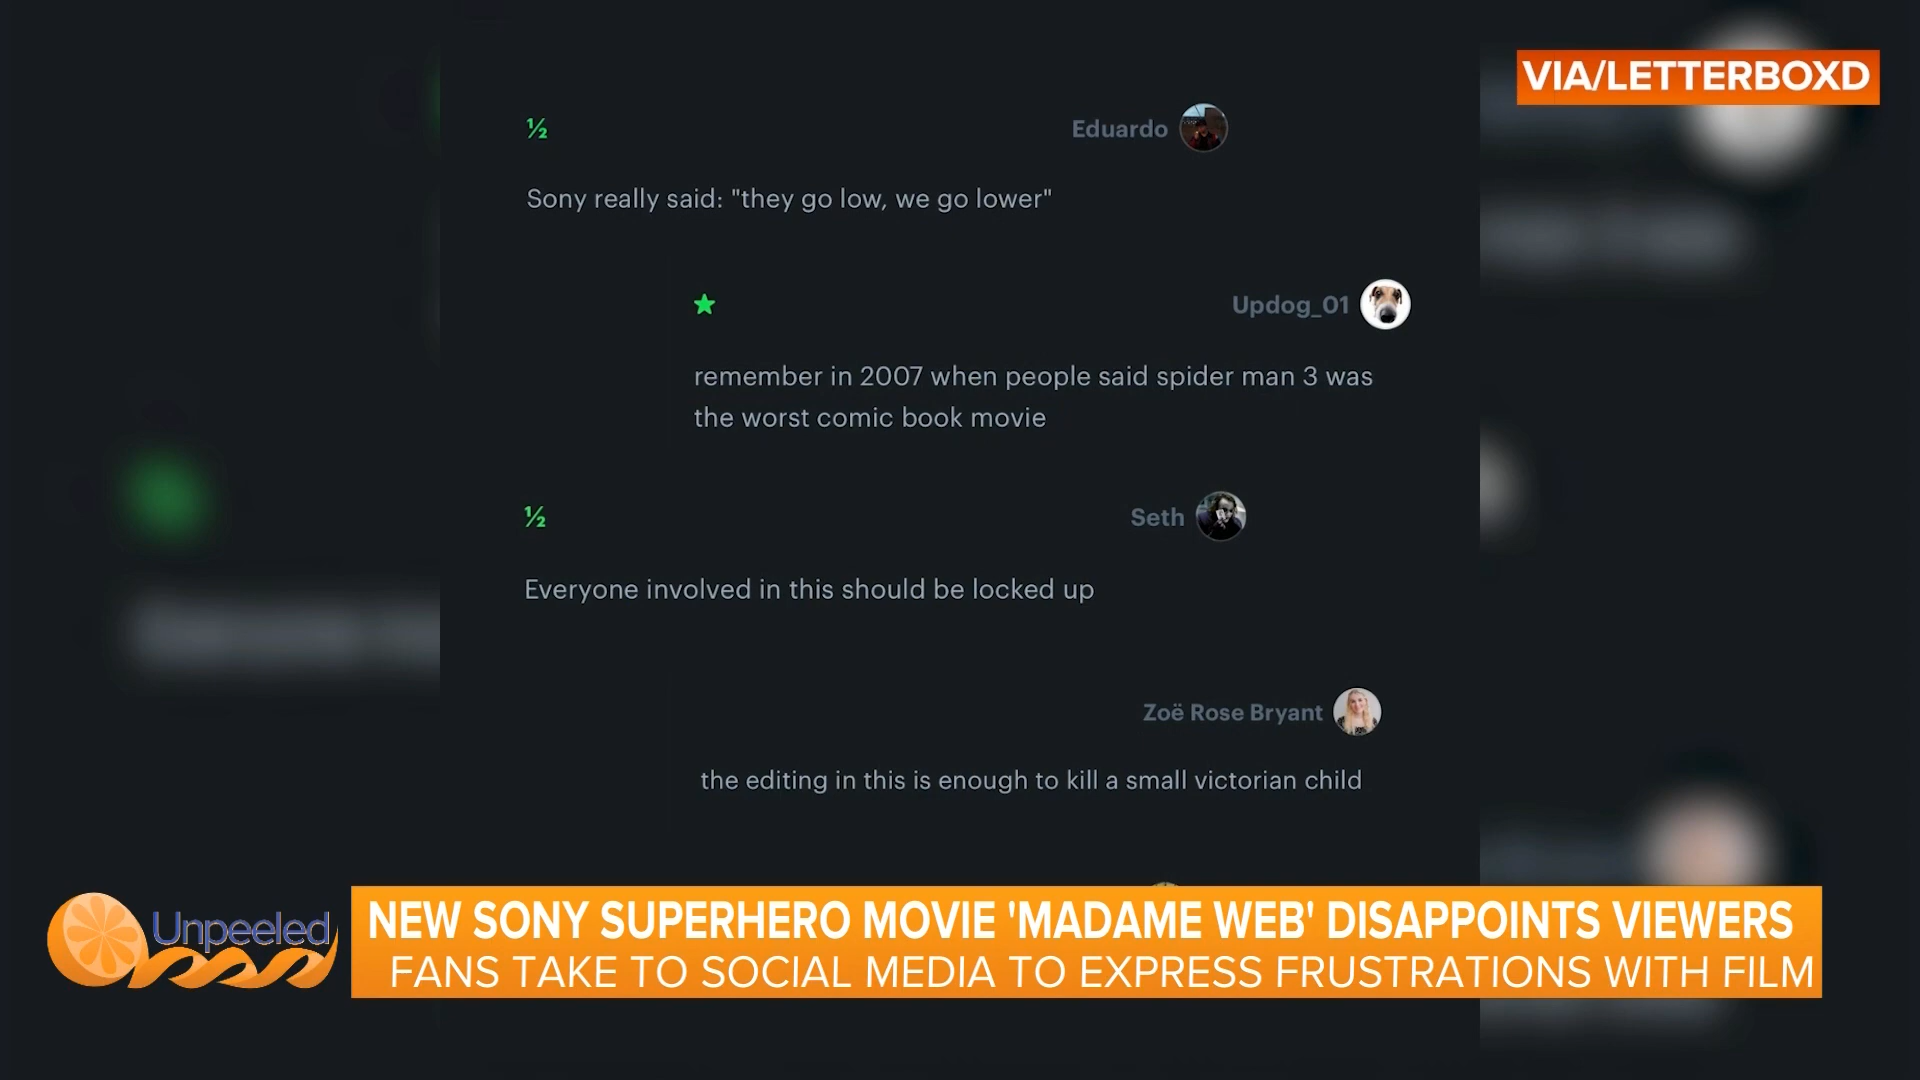 VIA/LETTERBOXD
½
Eduardo
Sony really said: "they go low, we go lower"
Updog_01
remember in 2007 when people said spider man 3 was
the worst comic book movie
½
Seth
Everyone involved in this should be locked up
Zoë Rose Bryant
the editing in this is enough to kill a small victorian child
Unpeeled
NEW SONY SUPERHERO MOVIE 'MADAME WEB' DISAPPOINTS VIEWERS
FANS TAKE TO SOCIAL MEDIA TO EXPRESS FRUSTRATIONS WITH FILM